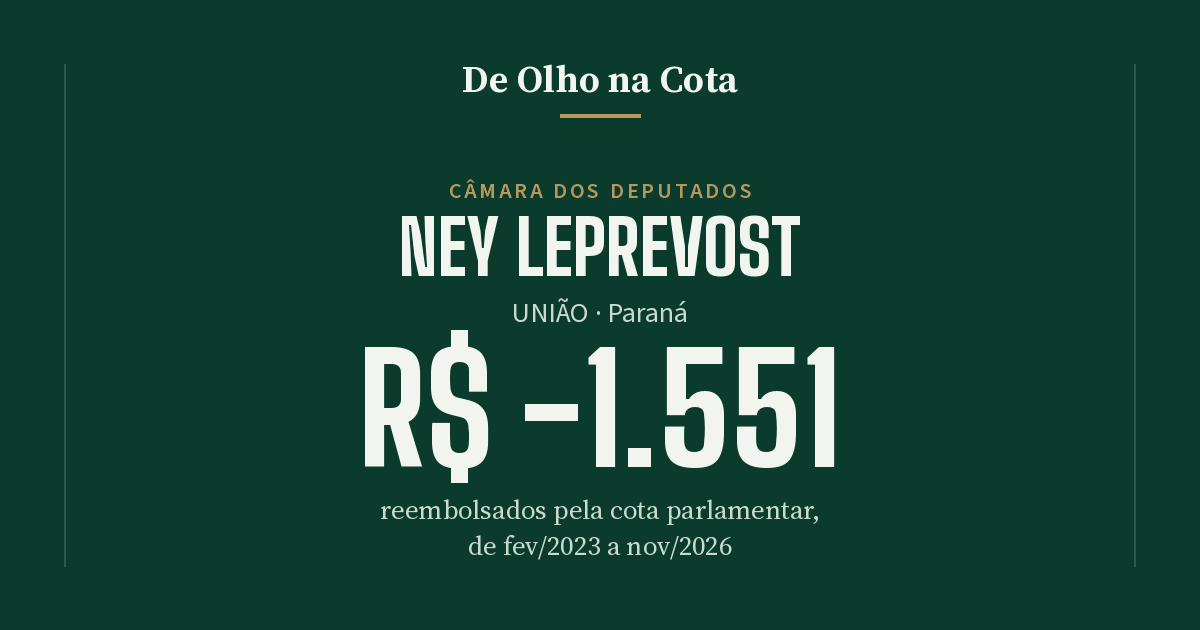 De Olho na Cota
CÂMARA DOS DEPUTADOS
NEY LEPREVOST
UNIÃO · Paraná
R$ −1.551
reembolsados pela cota parlamentar,
de fev/2023 a nov/2026